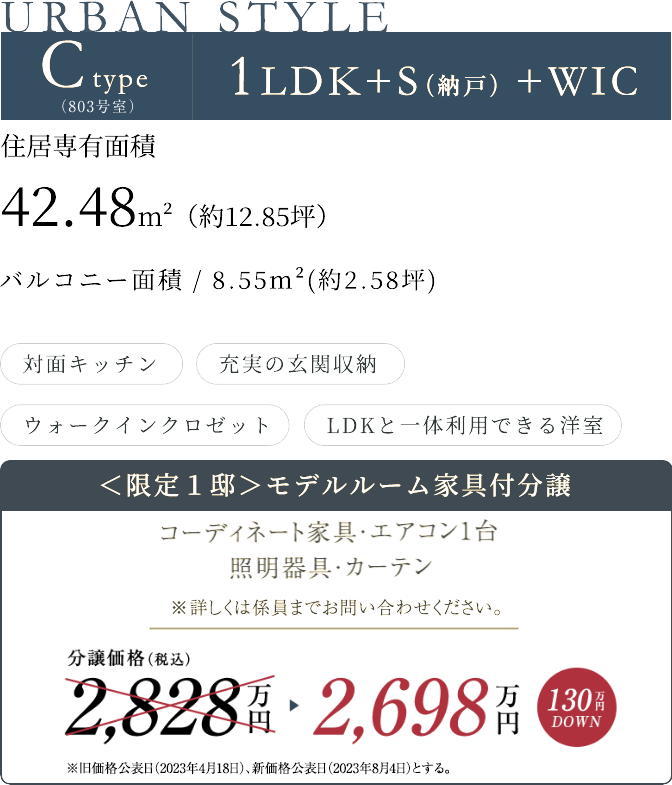 URBAN STYLE
C type
（803号室）
1LDK＋S（納戸）＋WIC
住居専有面積
42.48m²（約12.85坪）
バルコニー面積 / 8.55m²(約2.58坪)
対面キッチン
充実の玄関収納
ウォークインクロゼット
LDKと一体利用できる洋室
＜限定１邸＞モデルルーム家具付分譲
コーディネート家具・エアコン1台
照明器具・カーテン
※詳しくは係員までお問い合わせください。
分譲価格（税込）
2,828万円 ▶ 2,698万円
130万円
DOWN
※旧価格公表日（2023年4月18日）、新価格公表日（2023年8月4日）とする。